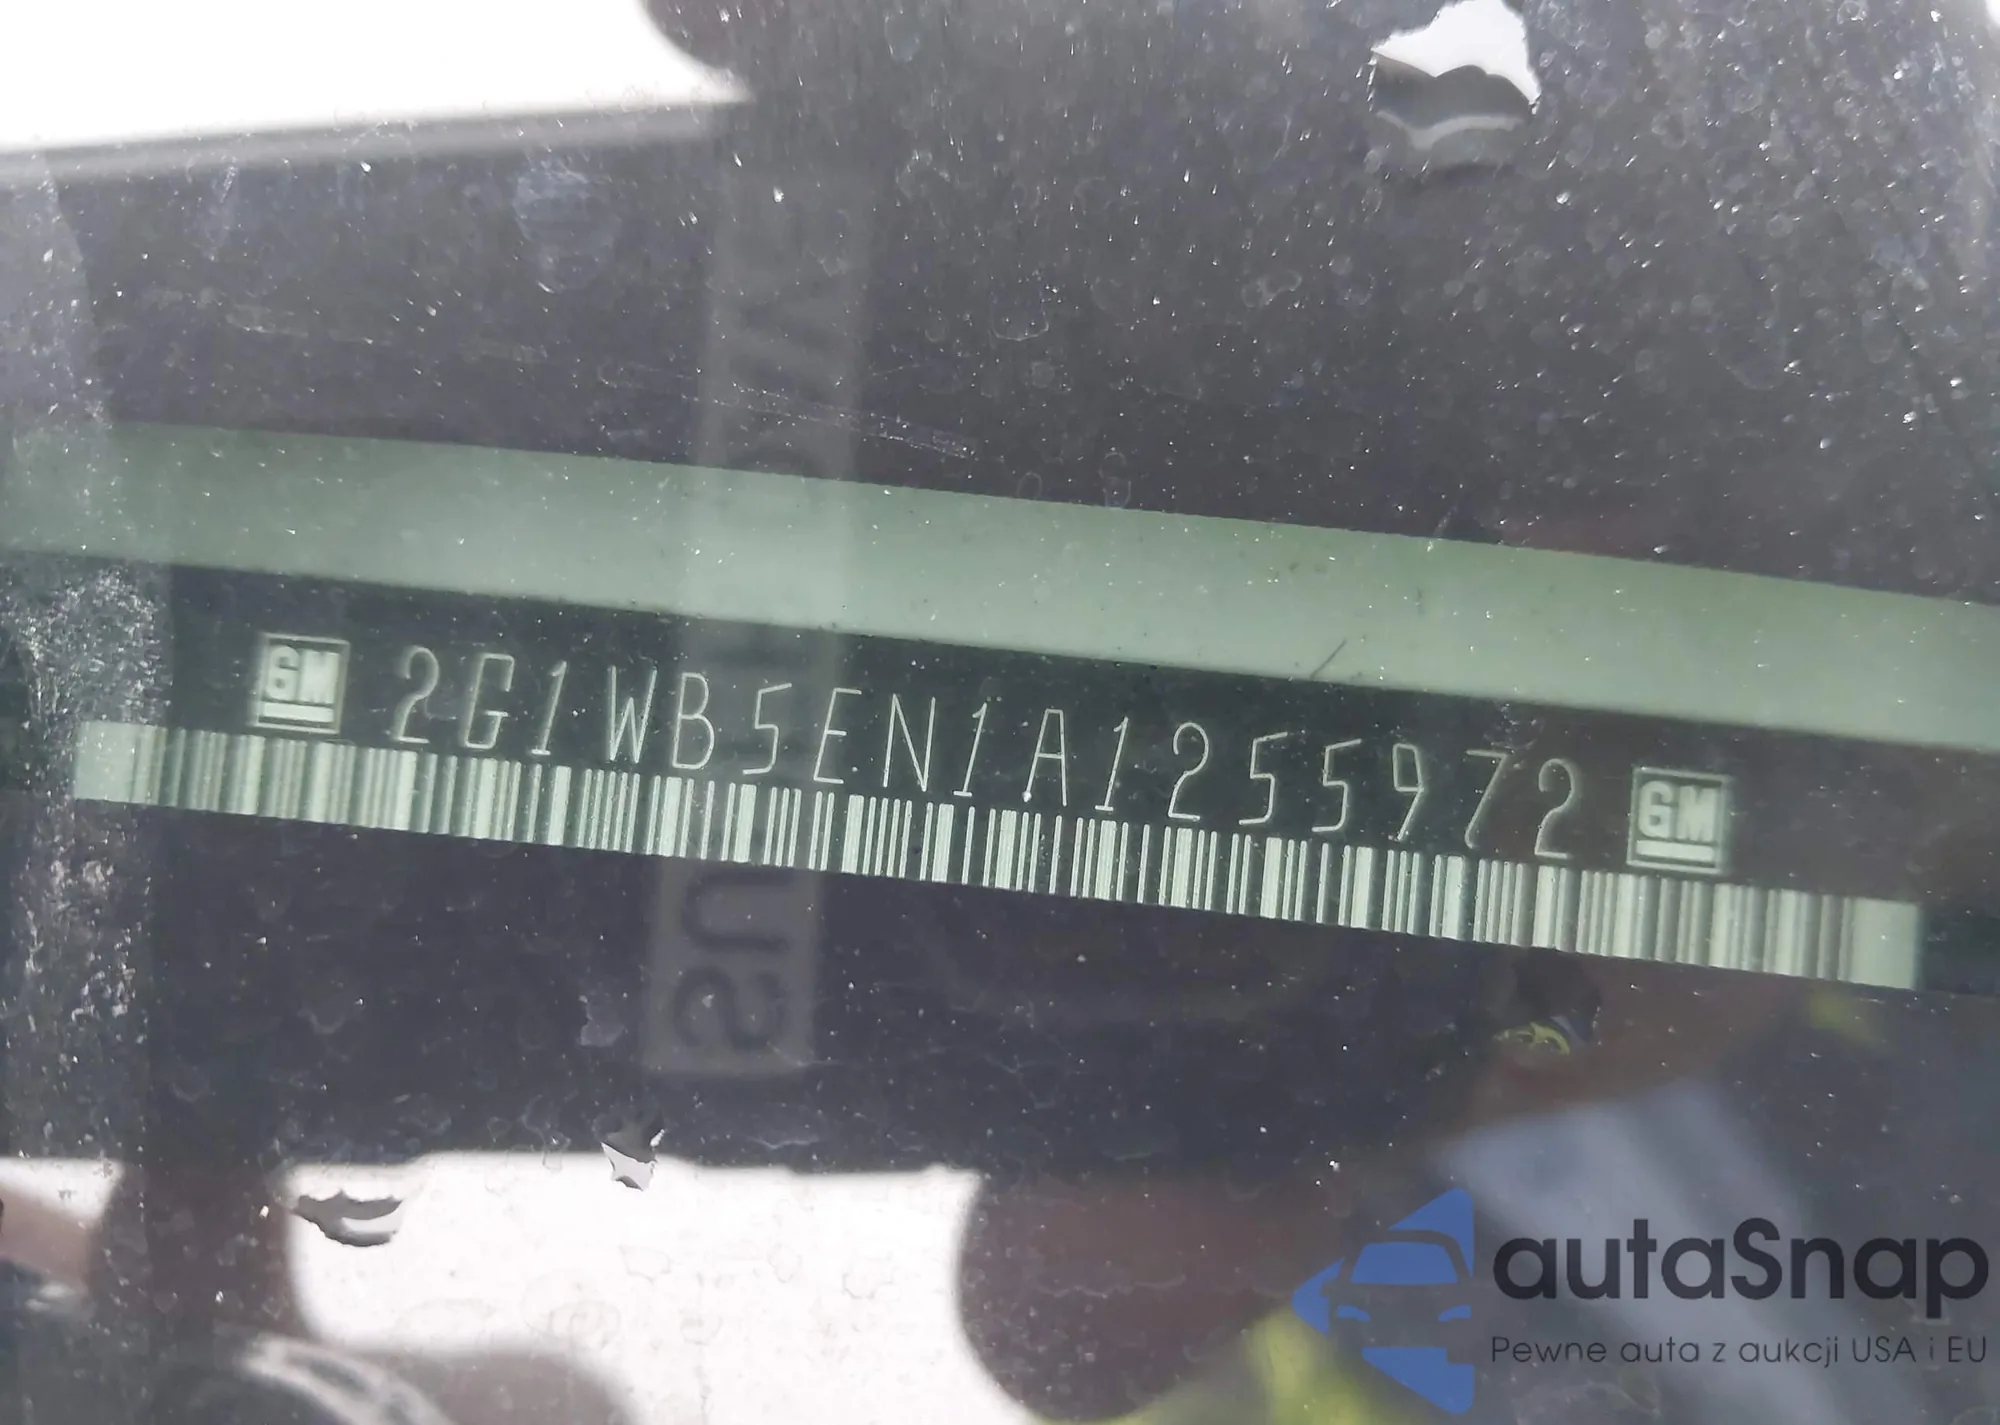 GM 2G1WB5EN1A1255972 GM
autaSnap
Pewne auta z aukcji USA i EU